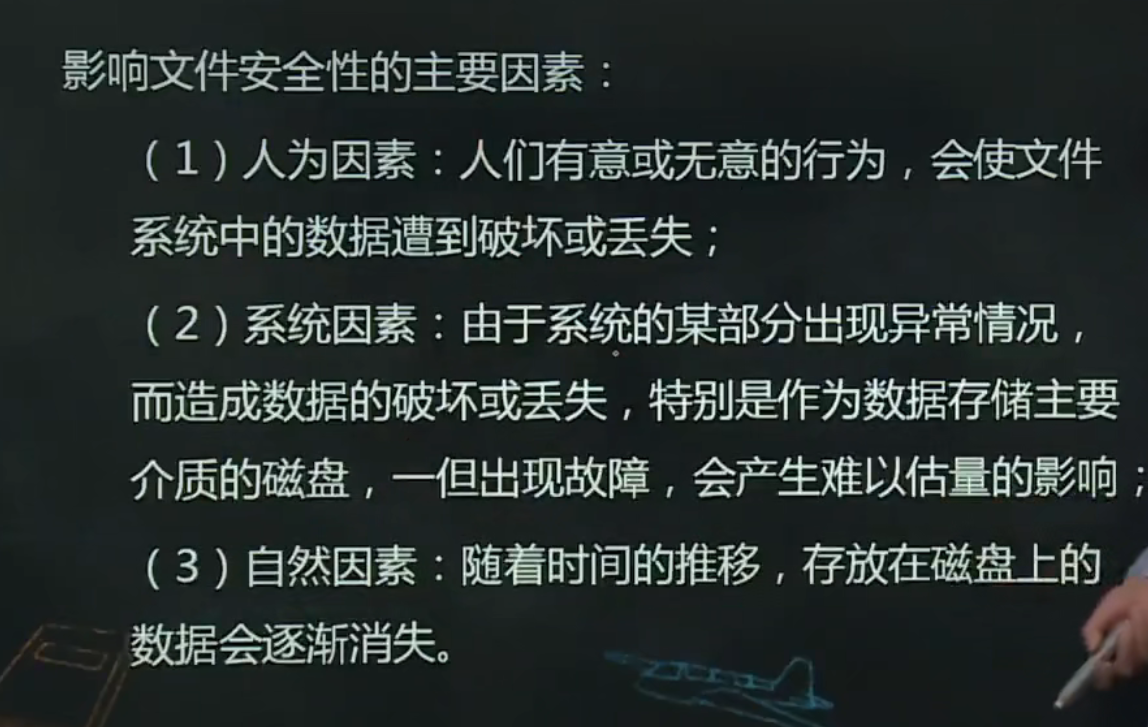 影响文件安全性的主要因素：
（1）人为因素：人们有意或无意的行为，会使文件
系统中的数据遭到破坏或丢失；
（2）系统因素：由于系统的某部分出现异常情况，
而造成数据的破坏或丢失，特别是作为数据存储主要
介质的磁盘，一但出现故障，会产生难以估量的影响；
（3）自然因素：随着时间的推移，存放在磁盘上的
数据会逐渐消失。